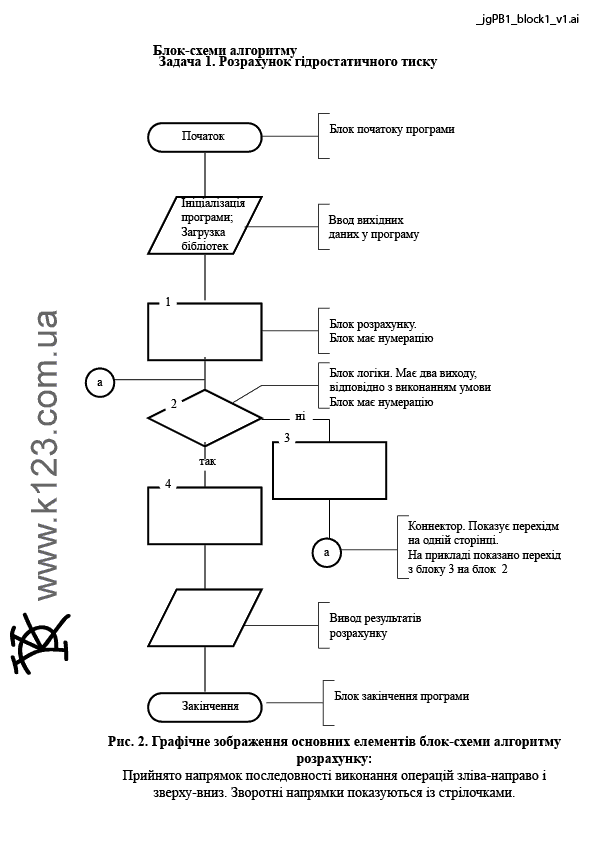 _jgPB1_block1_v1.ai
Блок-схеми алгоритму
Задача 1. Розрахунок гідростатичного тиску
Початок
Блок початоку програми
Ініціалізація
програми;
Загрузка
бібліотек
Ввод вихідних
даних у програму
1
Блок розрахунку.
Блок має нумерацію
а
Блок логіки. Має два виходу,
відповідно з виконанням умови
Блок має нумерацію
2
ні
3
так
4
а
Коннектор. Показує перехідм
на одній сторінці.
На прикладі показано перехід
з блоку 3 на блок 2
Вивод результатів
розрахунку
Закінчення
Блок закінчення програми
Рис. 2. Графічне зображення основних елементів блок-схеми алгоритму
розрахунку:
Прийнято напрямок последовності виконання операцій зліва-направо і
зверху-вниз. Зворотні напрямки показуються із стрілочками.
www.k123.com.ua